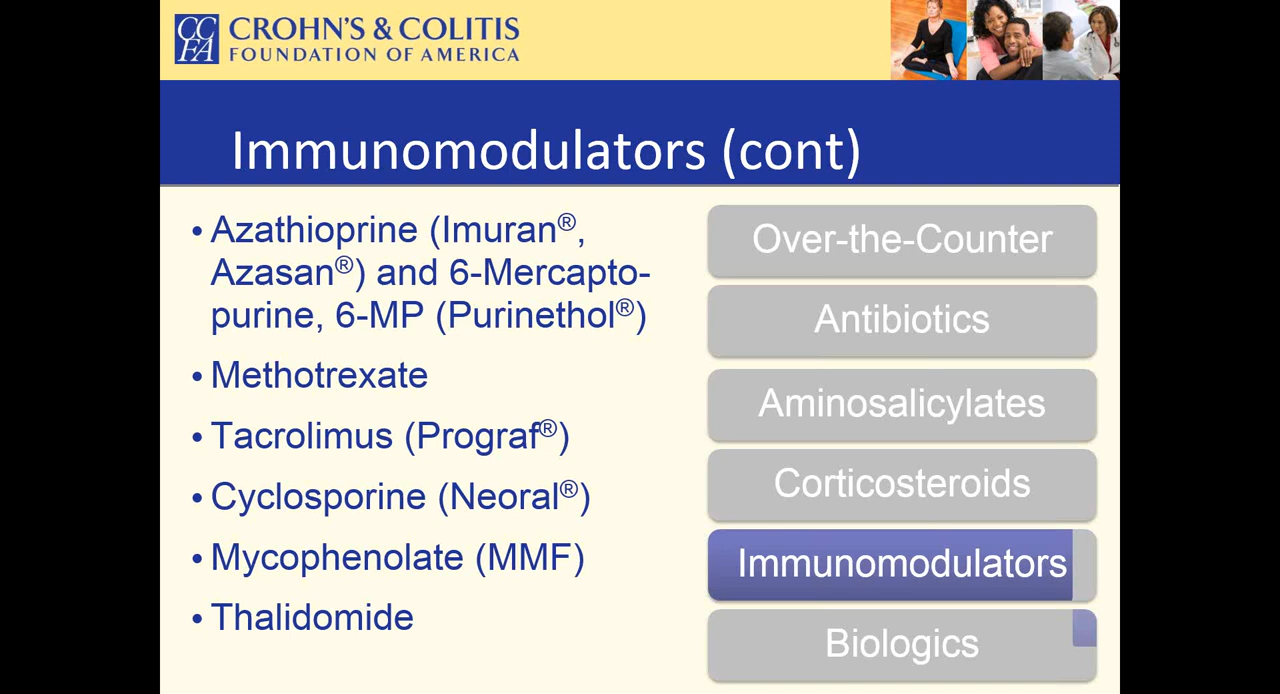 CCFA
CROHN'S & COLITIS
FOUNDATION OF AMERICA
Immunomodulators (cont)
• Azathioprine (Imuran®,
Azasan®) and 6-Mercapto-
purine, 6-MP (Purinethol®)
• Methotrexate
• Tacrolimus (Prograf®)
• Cyclosporine (Neoral®)
• Mycophenolate (MMF)
• Thalidomide
Over-the-Counter
Antibiotics
Aminosalicylates
Corticosteroids
Immunomodulators
Biologics